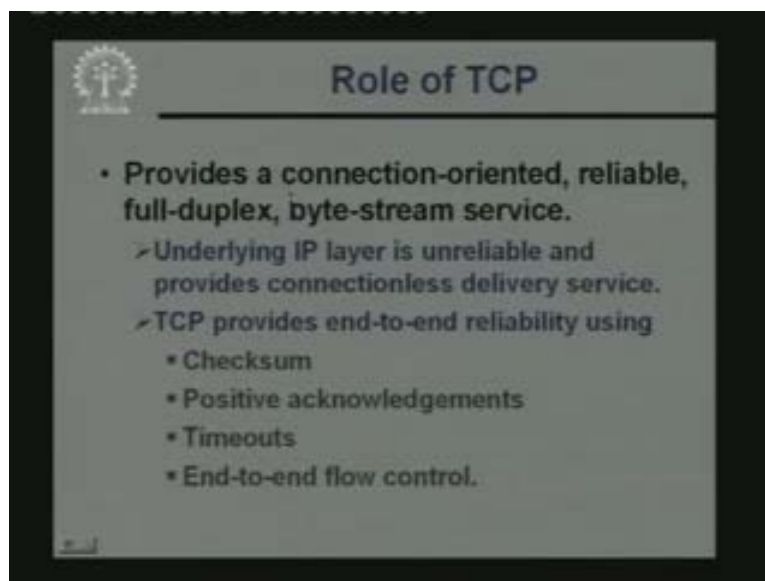 Role of TCP
• Provides a connection-oriented, reliable,
full-duplex, byte-stream service.
➢Underlying IP layer is unreliable and
provides connectionless delivery service.
➢TCP provides end-to-end reliability using
▪ Checksum
▪ Positive acknowledgements
▪ Timeouts
▪ End-to-end flow control.